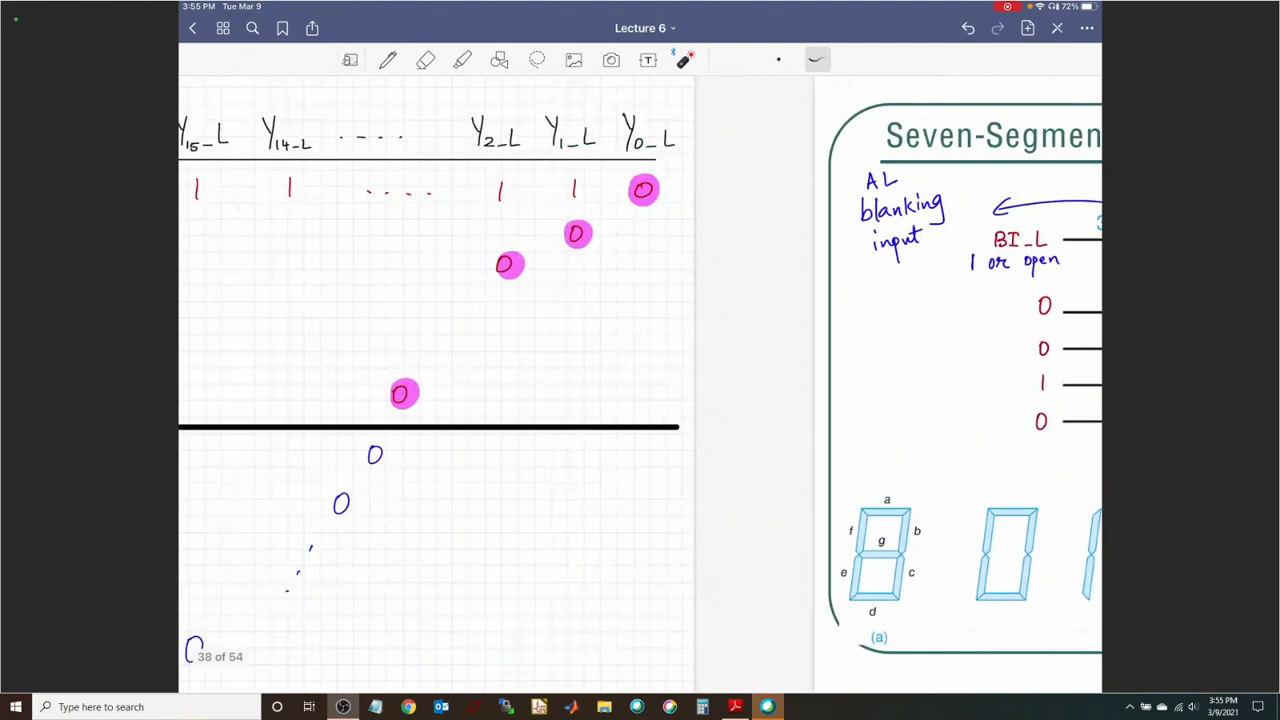 3:55 PM Tue Mar 9
72%
Lecture 6
T
Y15_L Y14_L .... Y2_L Y1_L Y0_L
1 1 .... 1 1 0
0
0
0
0
0
0
38 of 54
Seven-Segmen
AL
blanking
input
BI_L
1 or open
0
0
1
0
a
f b
g
e c
d
(a)
Type here to search
3:55 PM
3/9/2021